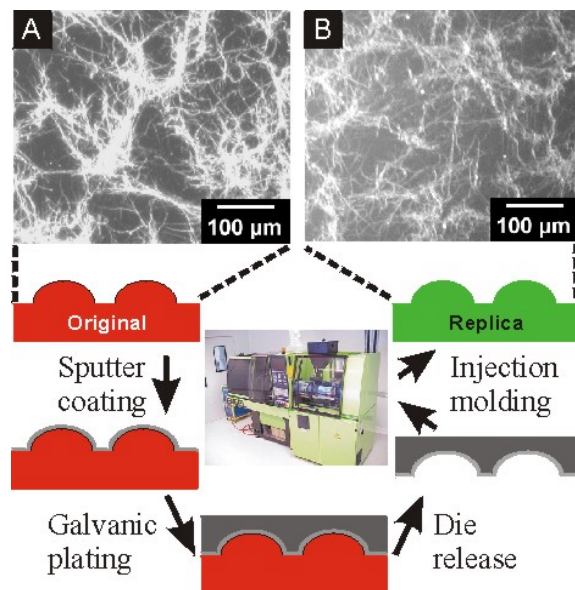 A
B
100 µm
100 µm
Original
Replica
Sputter
coating
Injection
molding
Galvanic
plating
Die
release